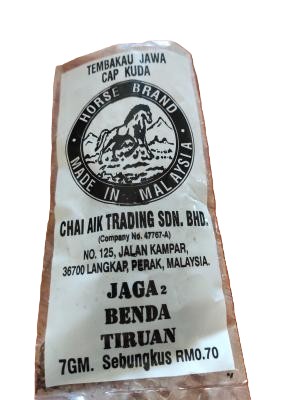 TEMBAKAU JAWA
CAP KUDA
• HORSE BRAND •
MADE IN MALAYSIA
CHAI AIK TRADING SDN. BHD.
(Company No. 47767-A)
NO. 125, JALAN KAMPAR,
36700 LANGKAP, PERAK, MALAYSIA.
JAGA2
BENDA
TIRUAN
7GM. Sebungkus RM0.70